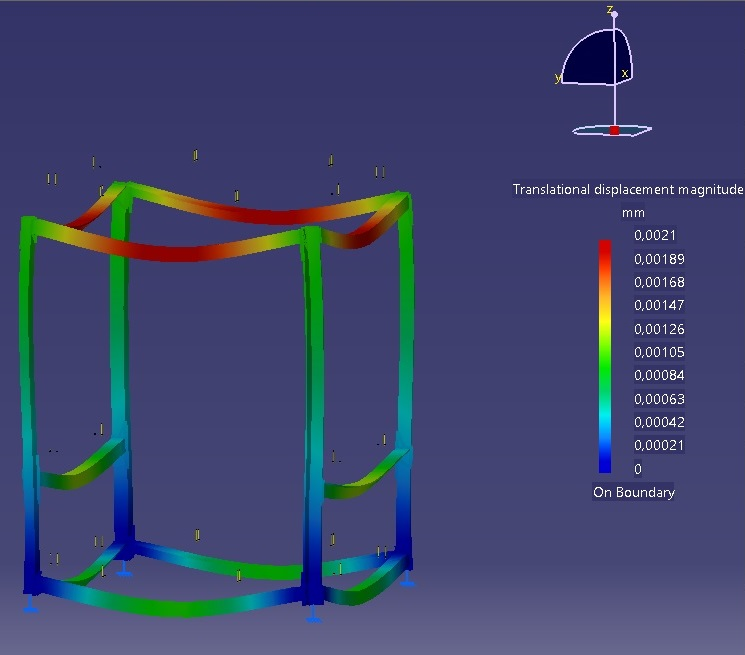 z
y
x
Translational displacement magnitude
mm
0,0021
0,00189
0,00168
0,00147
0,00126
0,00105
0,00084
0,00063
0,00042
0,00021
0
On Boundary